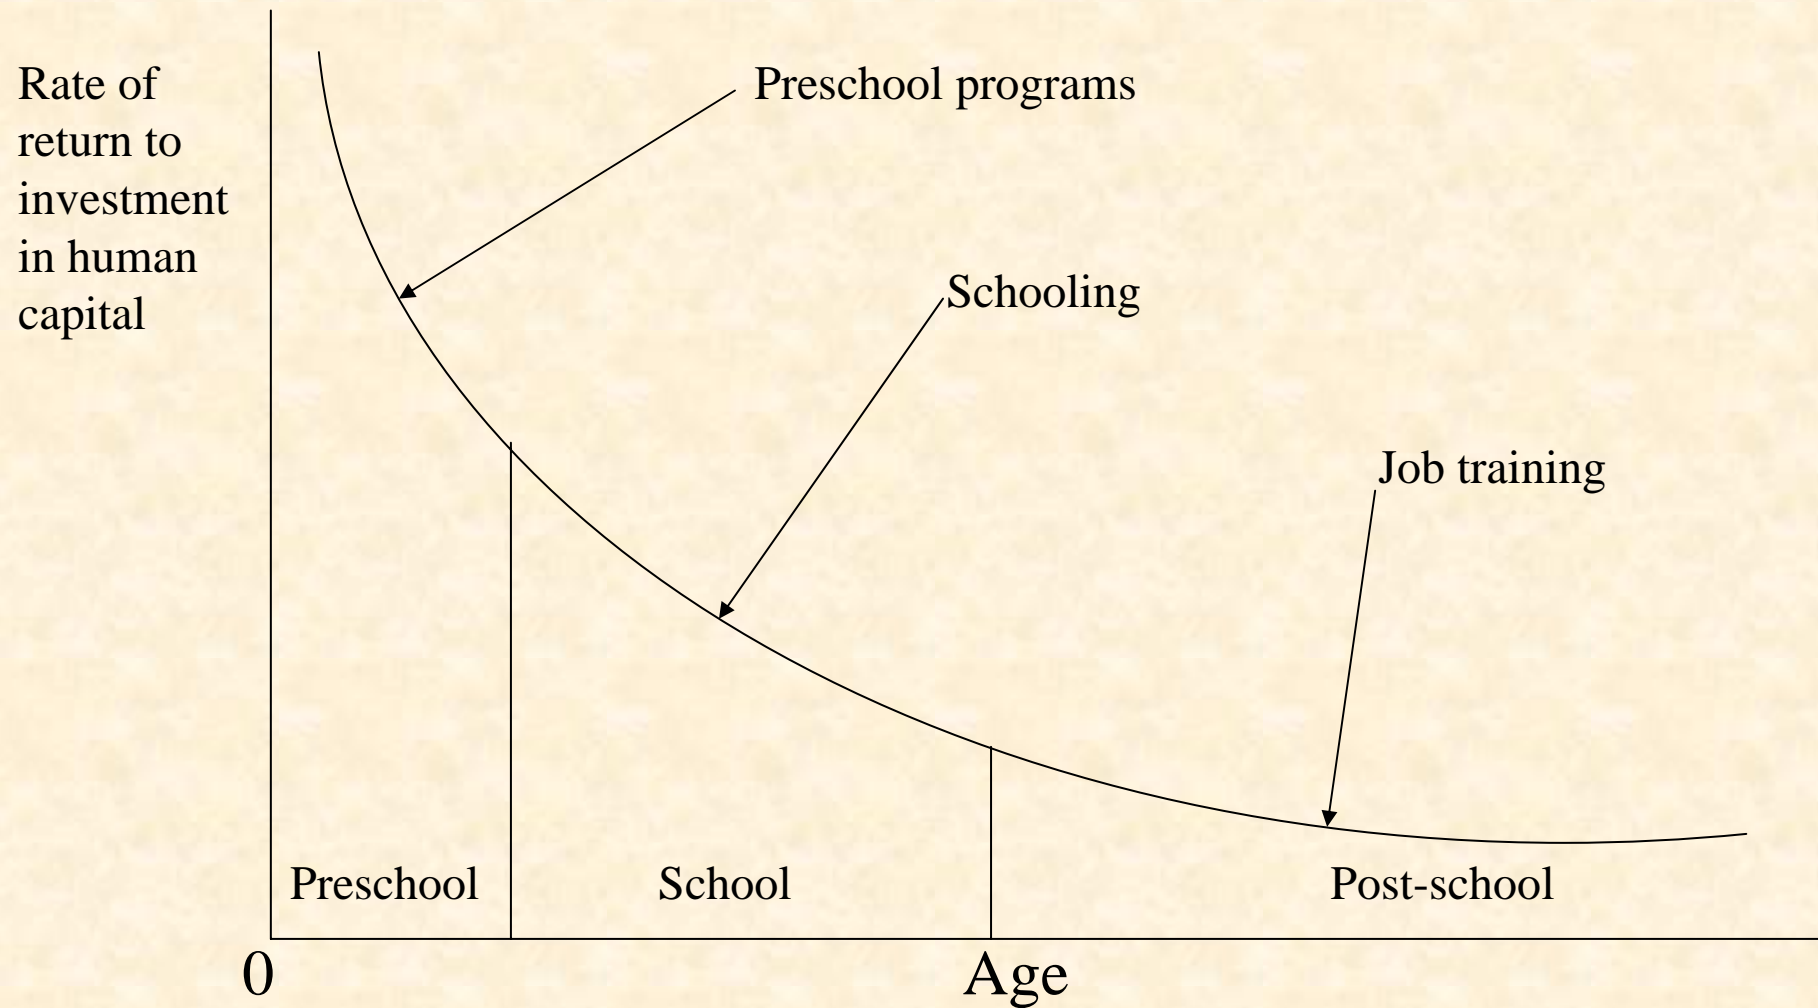 Rate of
return to
investment
in human
capital
Preschool programs
Schooling
Job training
Preschool
School
Post-school
0
Age